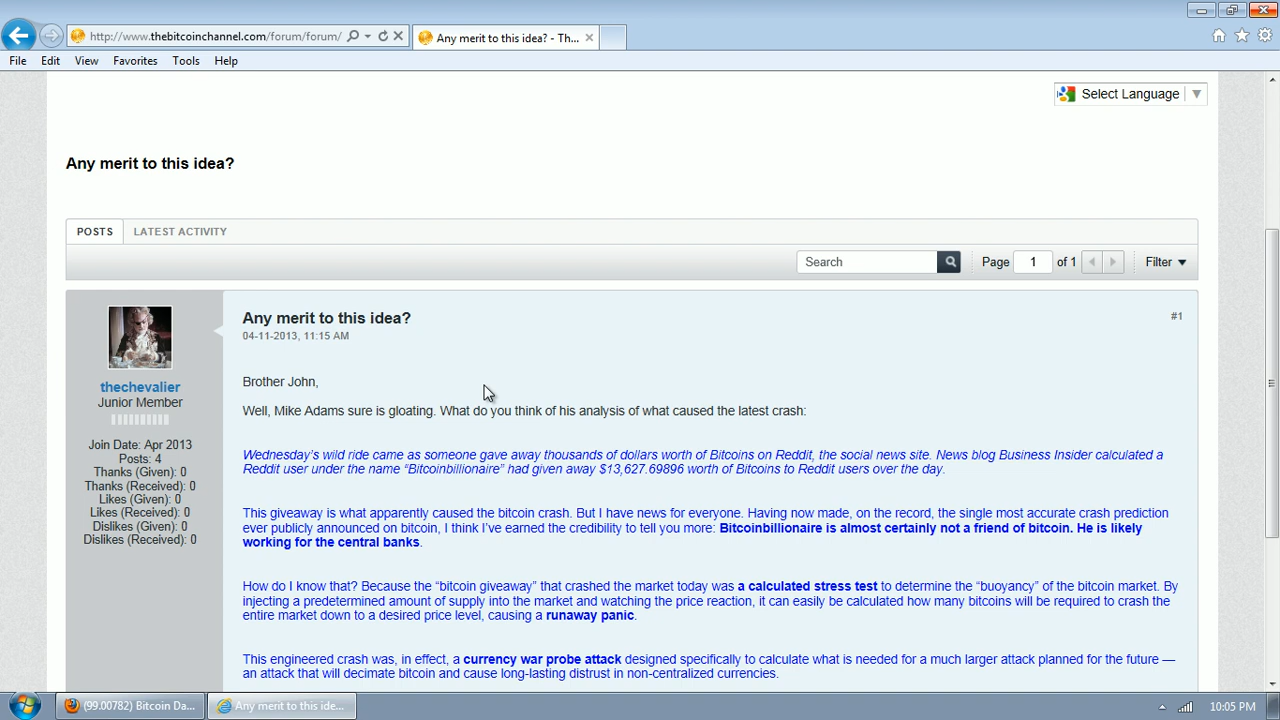 http://www.thebitcoinchannel.com/forum/forum/
Any merit to this idea? - Th...
File Edit View Favorites Tools Help
Select Language
Any merit to this idea?
POSTS LATEST ACTIVITY
Search Page 1 of 1 Filter
Any merit to this idea? #1
04-11-2013, 11:15 AM
thechevalier
Junior Member
Join Date: Apr 2013
Posts: 4
Thanks (Given): 0
Thanks (Received): 0
Likes (Given): 0
Likes (Received): 0
Dislikes (Given): 0
Dislikes (Received): 0
Brother John,
Well, Mike Adams sure is gloating. What do you think of his analysis of what caused the latest crash:
Wednesday's wild ride came as someone gave away thousands of dollars worth of Bitcoins on Reddit, the social news site. News blog Business Insider calculated a
Reddit user under the name “Bitcoinbillionaire” had given away $13,627.69896 worth of Bitcoins to Reddit users over the day.
This giveaway is what apparently caused the bitcoin crash. But I have news for everyone. Having now made, on the record, the single most accurate crash prediction
ever publicly announced on bitcoin, I think I've earned the credibility to tell you more: Bitcoinbillionaire is almost certainly not a friend of bitcoin. He is likely
working for the central banks.
How do I know that? Because the “bitcoin giveaway” that crashed the market today was a calculated stress test to determine the “buoyancy” of the bitcoin market. By
injecting a predetermined amount of supply into the market and watching the price reaction, it can easily be calculated how many bitcoins will be required to crash the
entire market down to a desired price level, causing a runaway panic.
This engineered crash was, in effect, a currency war probe attack designed specifically to calculate what is needed for a much larger attack planned for the future —
an attack that will decimate bitcoin and cause long-lasting distrust in non-centralized currencies.
(99.00782) Bitcoin Da... Any merit to this ide... 10:05 PM